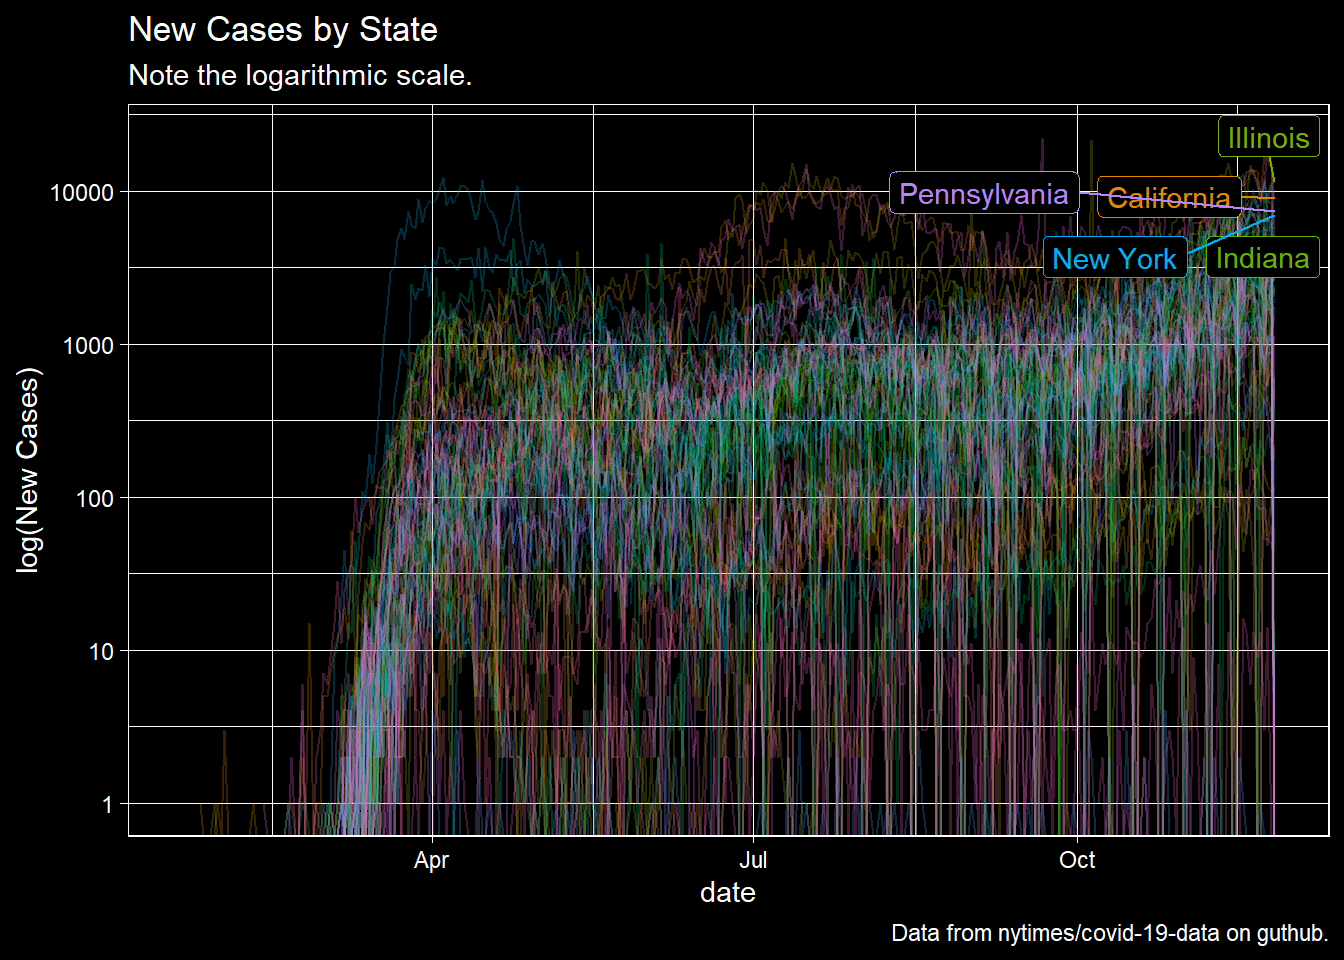 New Cases by State
Note the logarithmic scale.
Illinois
Pennsylvania
California
New York
Indiana
10000
1000
100
10
1
log(New Cases)
Apr
Jul
Oct
date
Data from nytimes/covid-19-data on guthub.